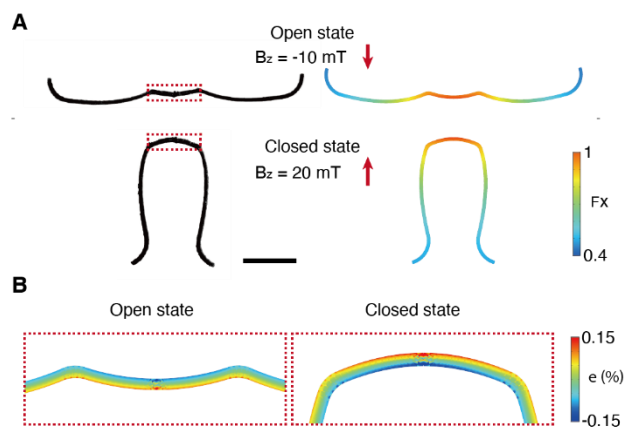 A
Open state
Bz = -10 mT
Closed state
Bz = 20 mT
1
Fx
0.4
B
Open state
Closed state
0.15
e (%)
-0.15